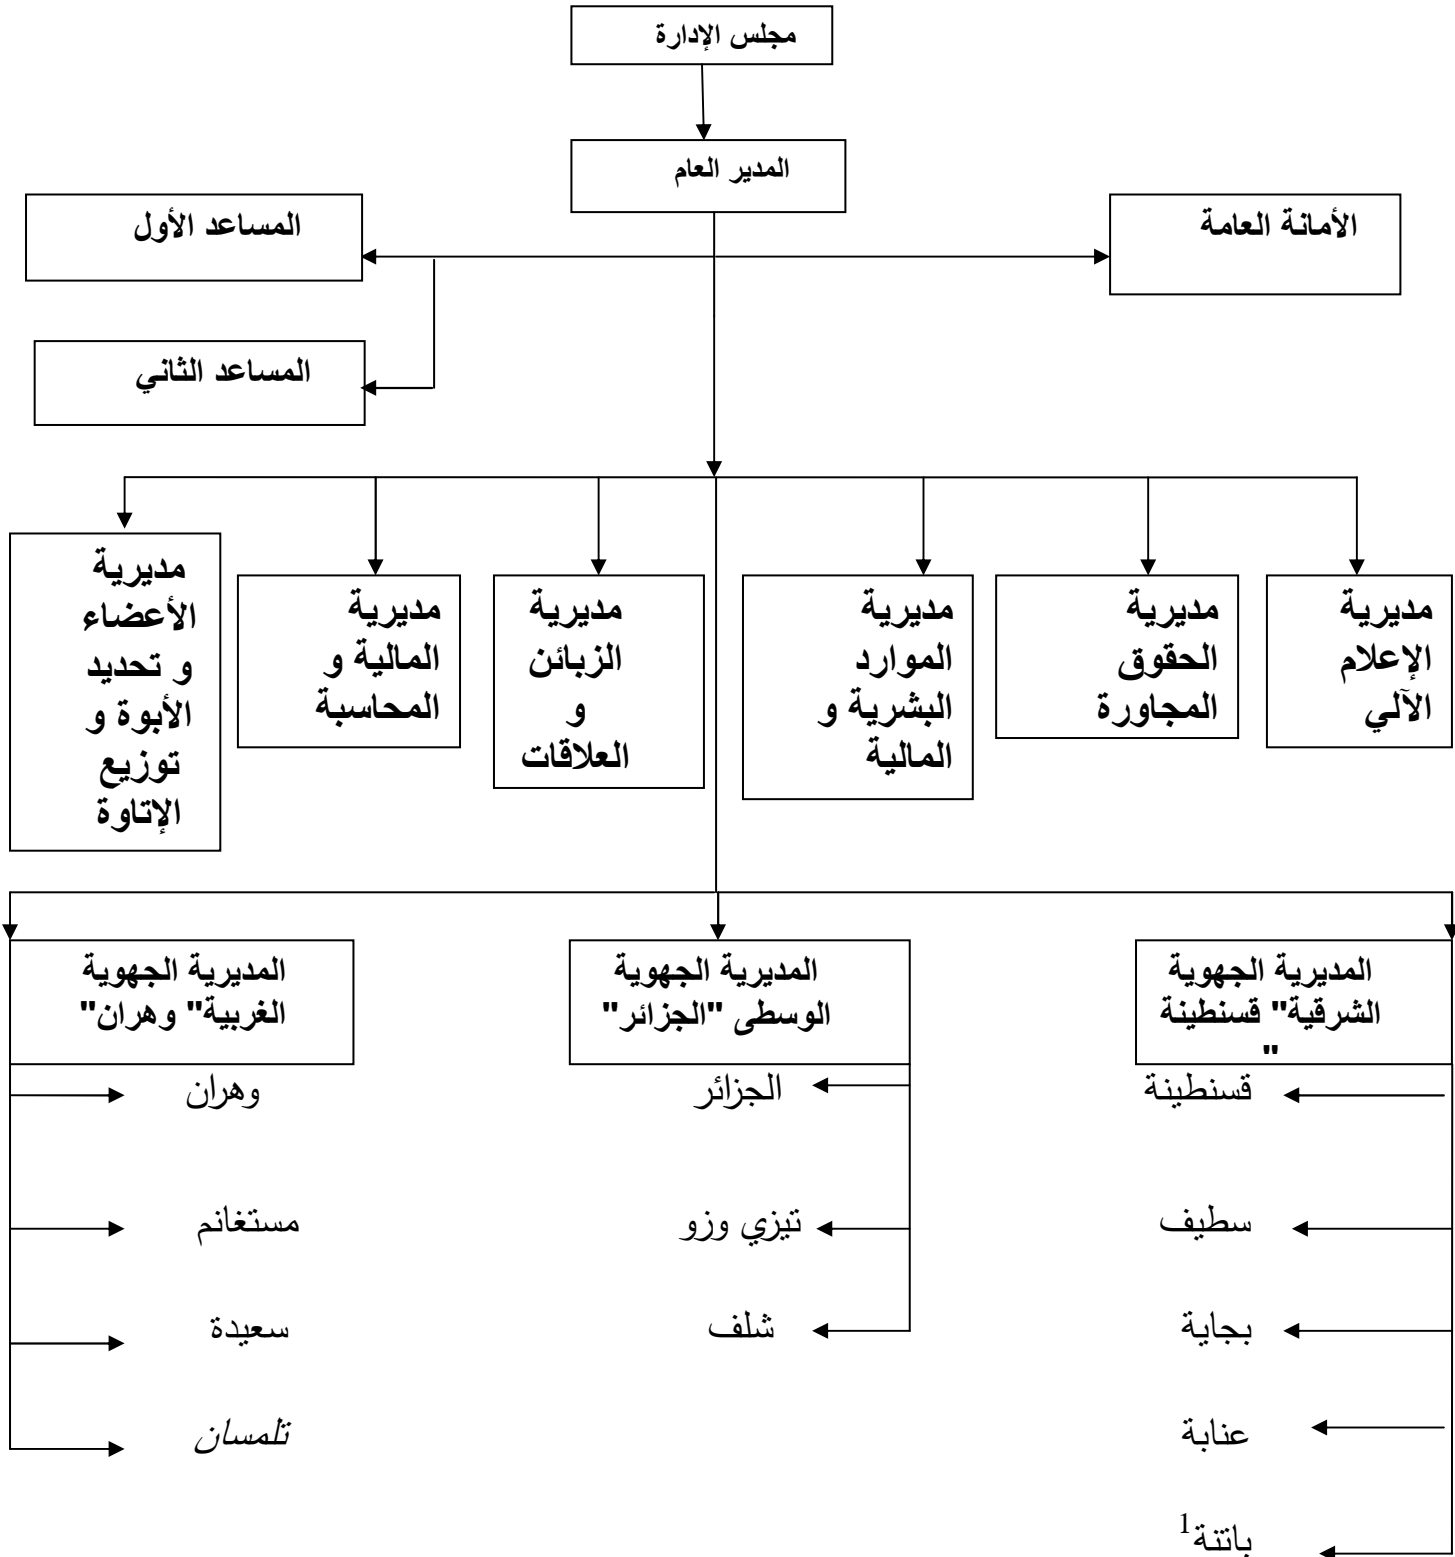 مجلس الإدارة
المدير العام
الأمانة العامة
المساعد الأول
المساعد الثاني
مديرية
الإعلام
الآلي
مديرية
الحقوق
المجاورة
مديرية
الموارد
البشرية و
المالية
مديرية
الزبائن
و
العلاقات
مديرية
المالية و
المحاسبة
مديرية
الأعضاء
و تحديد
الأبوة و
توزيع
الإتاوة
المديرية الجهوية
الشرقية" قسنطينة
"
قسنطينة
سطيف
بجاية
عنابة
باتنة1
المديرية الجهوية
الوسطى "الجزائر"
الجزائر
تيزي وزو
شلف
المديرية الجهوية
الغربية" وهران"
وهران
مستغانم
سعيدة
تلمسان